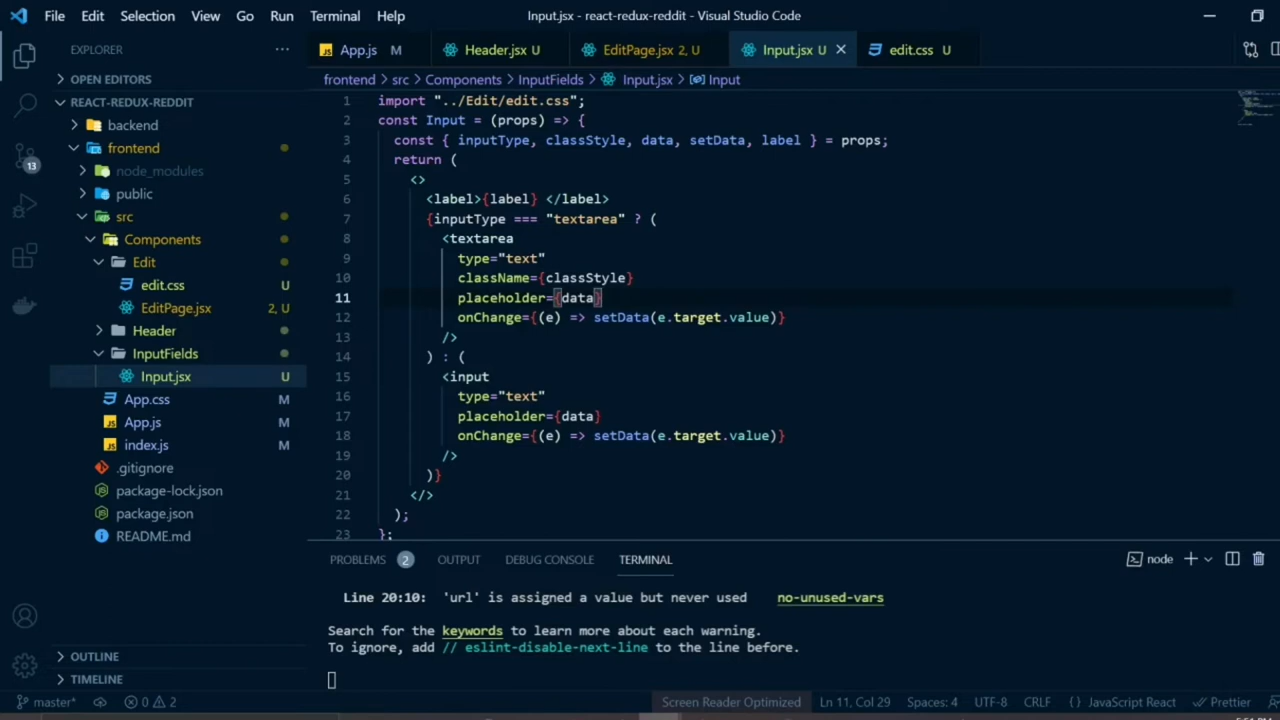 File Edit Selection View Go Run Terminal Help
Input.jsx - react-redux-reddit - Visual Studio Code
EXPLORER
App.js M
Header.jsx U
EditPage.jsx 2, U
Input.jsx U
edit.css U
OPEN EDITORS
frontend > src > Components > InputFields > Input.jsx > Input
REACT-REDUX-REDDIT
backend
frontend
node_modules
public
src
Components
Edit
edit.css U
EditPage.jsx 2, U
Header
InputFields
Input.jsx U
App.css M
App.js M
index.js M
.gitignore
package-lock.json
package.json
README.md
OUTLINE
TIMELINE
13
1 import "../Edit/edit.css";
2 const Input = (props) => {
3 const { inputType, classStyle, data, setData, label } = props;
4 return (
5 <>
6 <label>{label} </label>
7 {inputType === "textarea" ? (
8 <textarea
9 type="text"
10 className={classStyle}
11 placeholder={data}
12 onChange={(e) => setData(e.target.value)}
13 />
14 ) : (
15 <input
16 type="text"
17 placeholder={data}
18 onChange={(e) => setData(e.target.value)}
19 />
20 )}
21 </>
22 );
23 };
PROBLEMS 2 OUTPUT DEBUG CONSOLE TERMINAL
node
Line 20:10: 'url' is assigned a value but never used no-unused-vars
Search for the keywords to learn more about each warning.
To ignore, add // eslint-disable-next-line to the line before.
master* 0 2
Screen Reader Optimized Ln 11, Col 29 Spaces: 4 UTF-8 CRLF {} JavaScript React Prettier